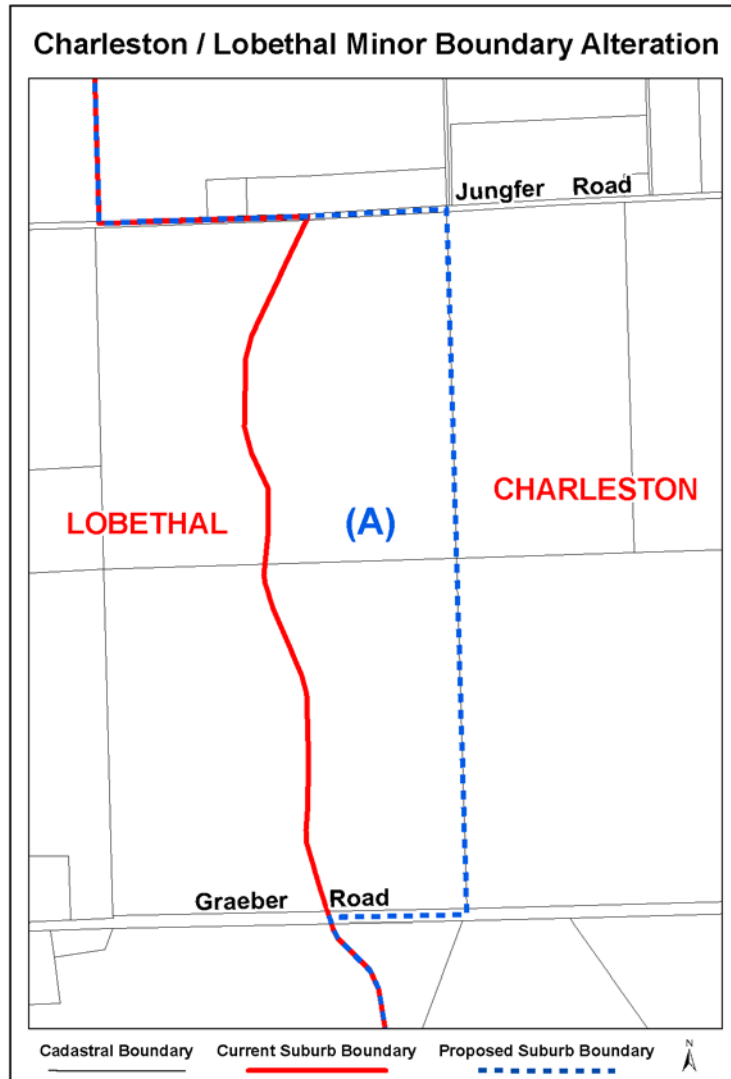 Charleston / Lobethal Minor Boundary Alteration
Jungfer Road
CHARLESTON
LOBETHAL
(A)
Graeber Road
Cadastral Boundary Current Suburb Boundary Proposed Suburb Boundary
N